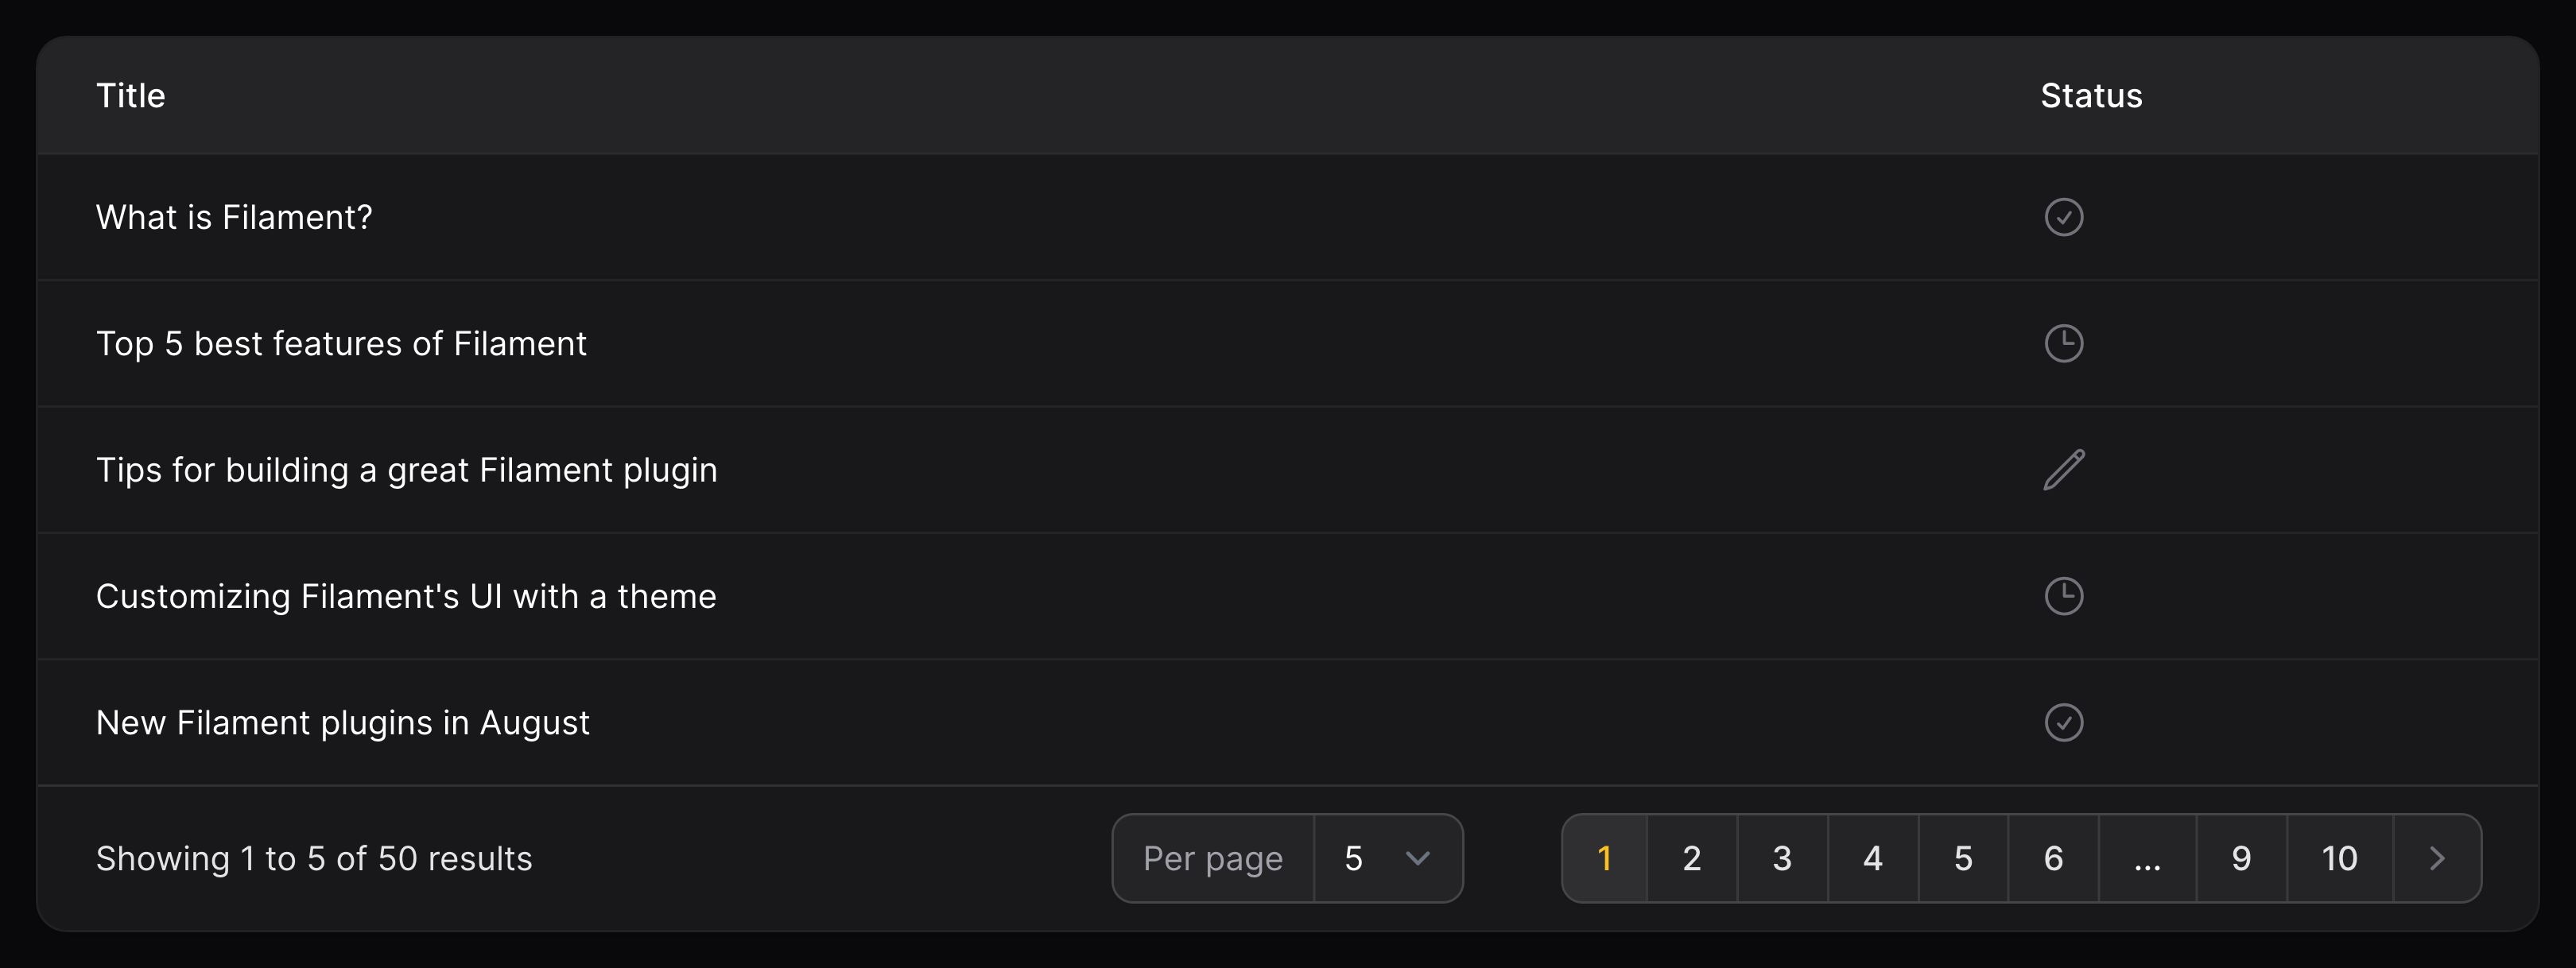 Title Status
What is Filament?
Top 5 best features of Filament
Tips for building a great Filament plugin
Customizing Filament's UI with a theme
New Filament plugins in August
Showing 1 to 5 of 50 results Per page 5 1 2 3 4 5 6 ... 9 10